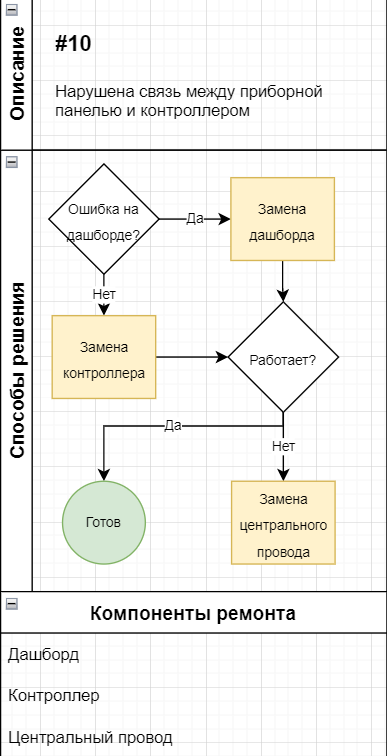 Описание
#10
Нарушена связь между приборной
панелью и контроллером
Способы решения
Ошибка на
дашборде?
Да
Замена
дашборда
Нет
Замена
контроллера
Работает?
Да
Нет
Готов
Замена
центрального
провода
Компоненты ремонта
Дашборд
Контроллер
Центральный провод